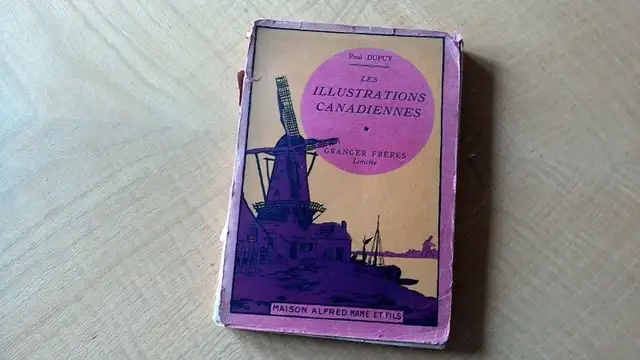 Paul DUPUY
LES
ILLUSTRATIONS
CANADIENNES
GRANGER FRÈRES
Limitée
MAISON ALFRED MAME ET FILS